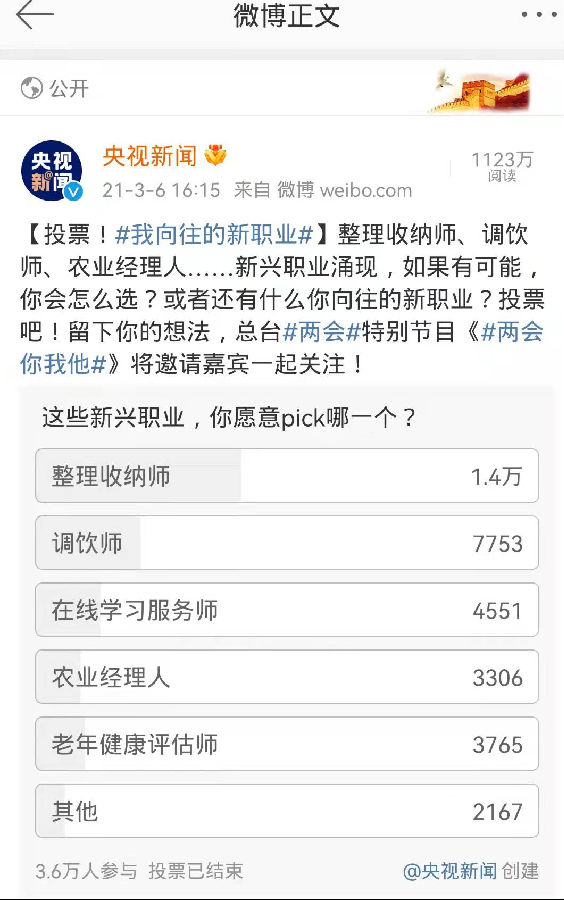 微博正文
公开
央视新闻
央视
新@闻
1123万
阅读
21-3-6 16:15 来自 微博 weibo.com
【投票！#我向往的新职业#】整理收纳师、调饮
师、农业经理人……新兴职业涌现，如果有可能，
你会怎么选？或者还有什么你向往的新职业？投票
吧！留下你的想法，总台#两会#特别节目《#两会
你我他#》将邀请嘉宾一起关注！
这些新兴职业，你愿意pick哪一个？
整理收纳师 1.4万
调饮师 7753
在线学习服务师 4551
农业经理人 3306
老年健康评估师 3765
其他 2167
3.6万人参与 投票已结束 @央视新闻 创建